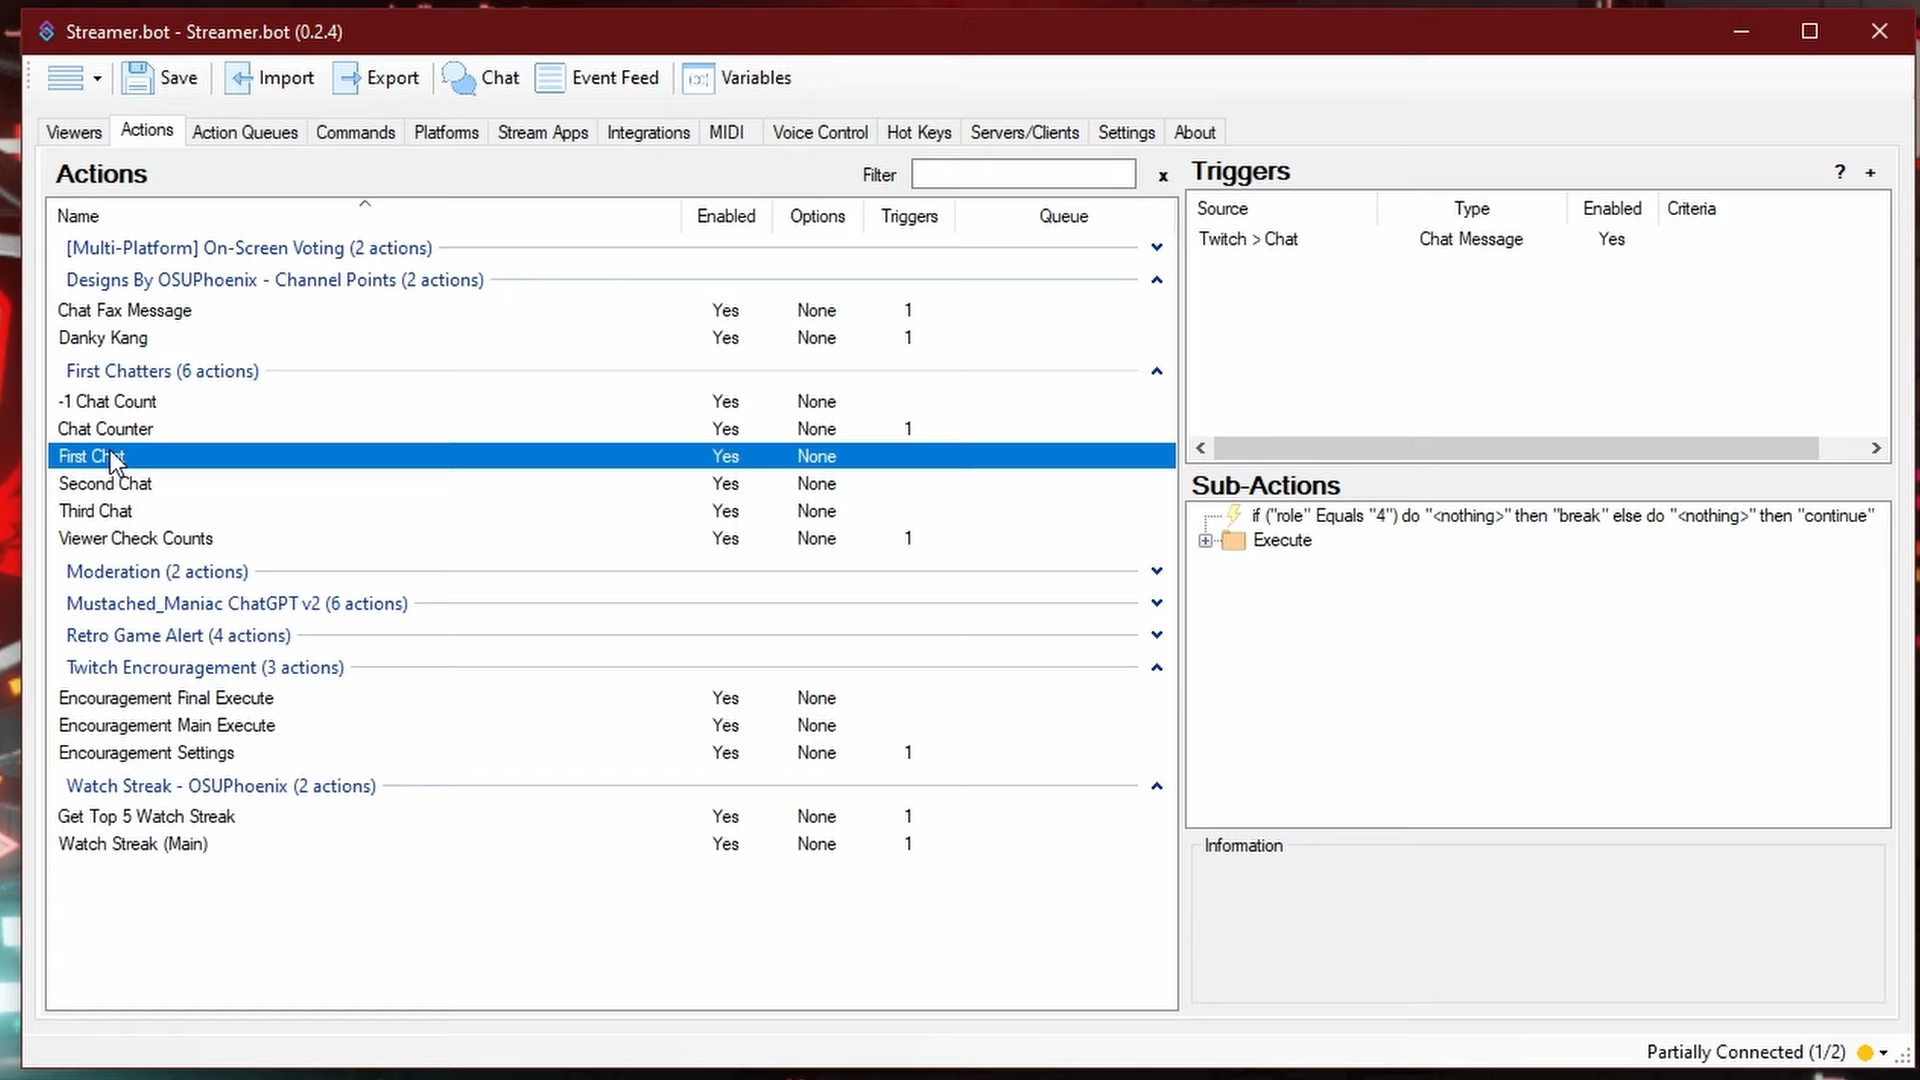 Streamer.bot - Streamer.bot (0.2.4)
Save Import Export Chat Event Feed Variables
Viewers Actions Action Queues Commands Platforms Stream Apps Integrations MIDI Voice Control Hot Keys Servers/Clients Settings About
Actions Filter x
Name Enabled Options Triggers Queue
[Multi-Platform] On-Screen Voting (2 actions)
Designs By OSUPhoenix - Channel Points (2 actions)
Chat Fax Message Yes None 1
Danky Kang Yes None 1
First Chatters (6 actions)
-1 Chat Count Yes None
Chat Counter Yes None 1
First Chat Yes None
Second Chat Yes None
Third Chat Yes None
Viewer Check Counts Yes None 1
Moderation (2 actions)
Mustached_Maniac ChatGPT v2 (6 actions)
Retro Game Alert (4 actions)
Twitch Encrouragement (3 actions)
Encouragement Final Execute Yes None
Encouragement Main Execute Yes None
Encouragement Settings Yes None 1
Watch Streak - OSUPhoenix (2 actions)
Get Top 5 Watch Streak Yes None 1
Watch Streak (Main) Yes None 1
Triggers ? +
Source Type Enabled Criteria
Twitch > Chat Chat Message Yes
Sub-Actions
if ("role" Equals "4") do "<nothing>" then "break" else do "<nothing>" then "continue"
Execute
Information
Partially Connected (1/2)